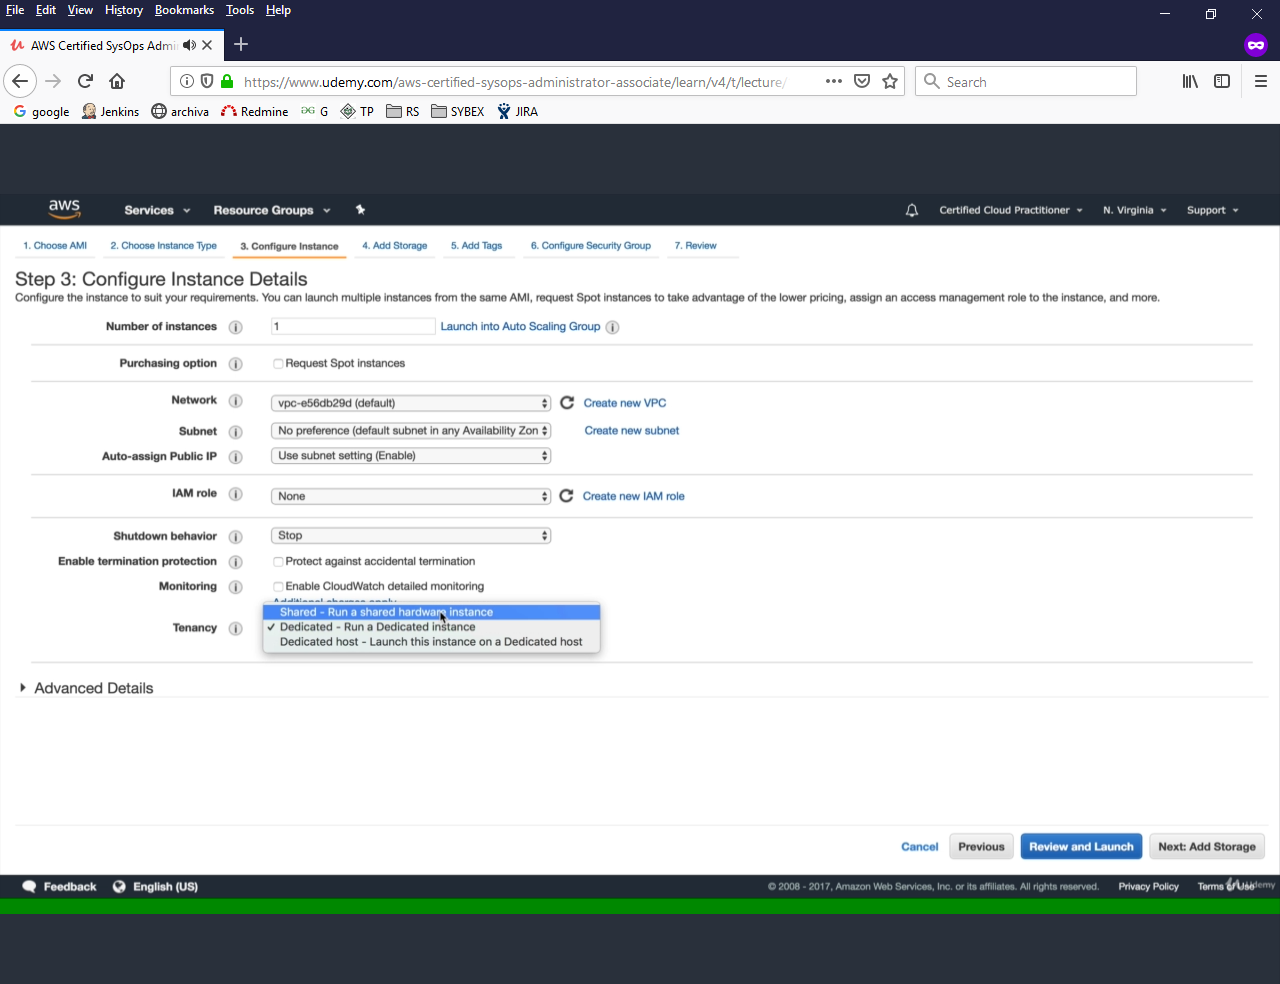 File Edit View History Bookmarks Tools Help
AWS Certified SysOps Admi
https://www.udemy.com/aws-certified-sysops-administrator-associate/learn/v4/t/lecture/
Search
google Jenkins archiva Redmine G TP RS SYBEX JIRA
aws Services Resource Groups Certified Cloud Practitioner N. Virginia Support
1. Choose AMI 2. Choose Instance Type 3. Configure Instance 4. Add Storage 5. Add Tags 6. Configure Security Group 7. Review
Step 3: Configure Instance Details
Configure the instance to suit your requirements. You can launch multiple instances from the same AMI, request Spot instances to take advantage of the lower pricing, assign an access management role to the instance, and more.
Number of instances 1 Launch into Auto Scaling Group
Purchasing option Request Spot instances
Network vpc-e56db29d (default) Create new VPC
Subnet No preference (default subnet in any Availability Zon Create new subnet
Auto-assign Public IP Use subnet setting (Enable)
IAM role None Create new IAM role
Shutdown behavior Stop
Enable termination protection Protect against accidental termination
Monitoring Enable CloudWatch detailed monitoring
Additional charges apply.
Shared - Run a shared hardware instance
Tenancy Dedicated - Run a Dedicated instance
Dedicated host - Launch this instance on a Dedicated host
Advanced Details
Cancel Previous Review and Launch Next: Add Storage
Feedback English (US) © 2008 - 2017, Amazon Web Services, Inc. or its affiliates. All rights reserved. Privacy Policy Terms of Use Udemy